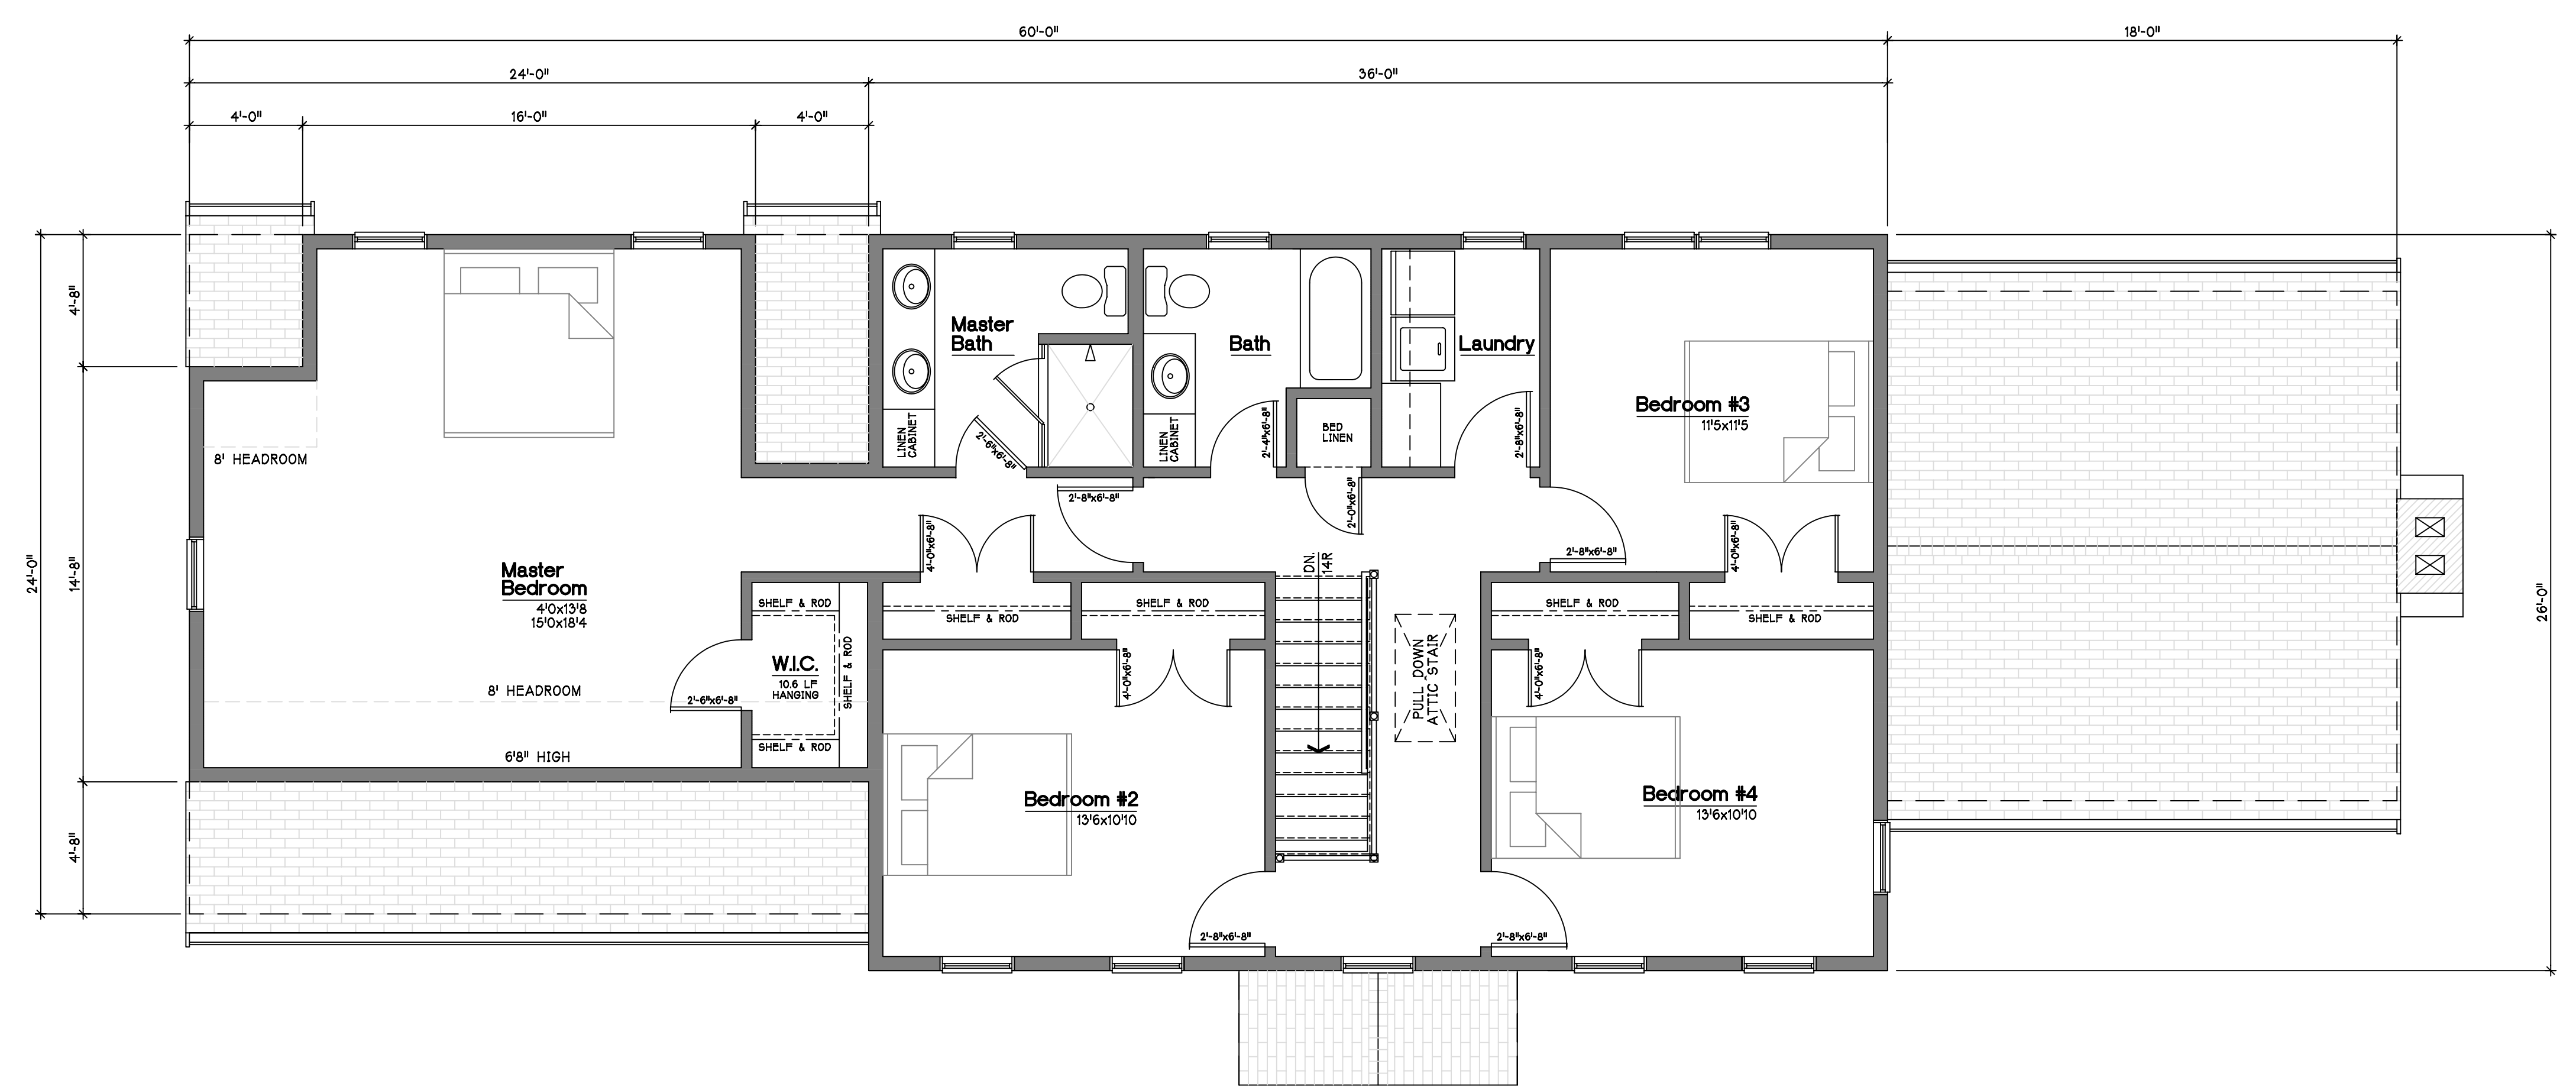 60'-0"
18'-0"
24'-0"
36'-0"
4'-0"
16'-0"
4'-0"
4'-8"
14'-8"
4'-8"
24'-0"
26'-0"
8' HEADROOM
Master
Bedroom
4'0x13'8
15'0x18'4
8' HEADROOM
6'8" HIGH
2'-6"x6'-8"
W.I.C.
10.6 LF
HANGING
SHELF & ROD
SHELF & ROD
SHELF & ROD
Master
Bath
LINEN
CABINET
2'-6"x6'-8"
2'-8"x6'-8"
4'-0"x6'-8"
SHELF & ROD
Bath
LINEN
CABINET
2'-4"x6'-8"
BED
LINEN
2'-0"x6'-8"
Laundry
2'-8"x6'-8"
Bedroom #3
11'5x11'5
2'-8"x6'-8"
4'-0"x6'-8"
SHELF & ROD
SHELF & ROD
4'-0"x6'-8"
Bedroom #2
13'6x10'10
2'-8"x6'-8"
DN.
14R
PULL DOWN
ATTIC STAIR
SHELF & ROD
4'-0"x6'-8"
Bedroom #4
13'6x10'10
2'-8"x6'-8"